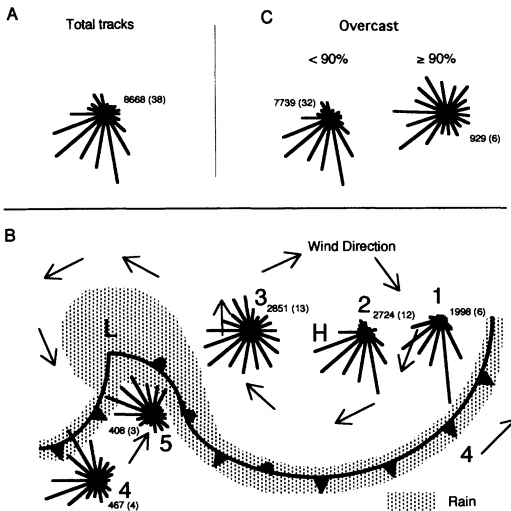 A
Total tracks
8668 (38)
C
Overcast
< 90%
≥ 90%
7739 (32)
929 (6)
B
Wind Direction
L
3
2851 (13)
H
2
2724 (12)
1
1998 (6)
408 (3)
5
4
467 (4)
4
Rain